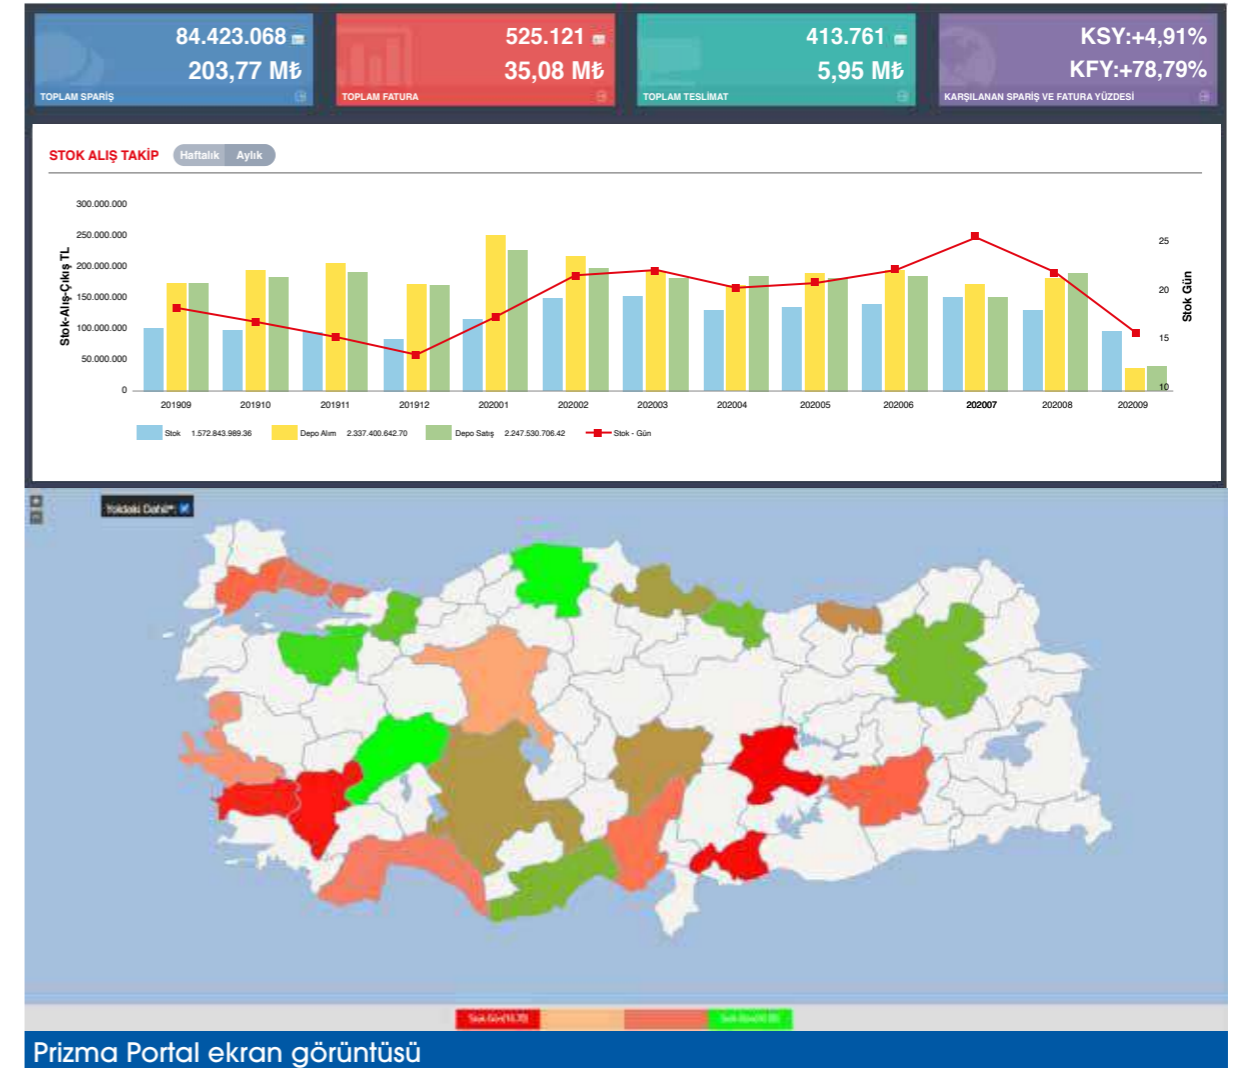 84.423.068
203,77 M₺
TOPLAM SPARİŞ
525.121
35,08 M₺
TOPLAM FATURA
413.761
5,95 M₺
TOPLAM TESLİMAT
KSY:+4,91%
KFY:+78,79%
KARŞILANAN SPARİŞ VE FATURA YÜZDESİ
STOK ALIŞ TAKİP
Haftalık Aylık
Stok-Alış-Çıkış TL
300.000.000
250.000.000
200.000.000
150.000.000
100.000.000
50.000.000
0
25
20
15
10
Stok Gün
201909 201910 201911 201912 202001 202002 202003 202004 202005 202006 202007 202008 202009
Stok 1.572.843.989.36 Depo Alım 2.337.400.642.70 Depo Satış 2.247.530.706.42 Stok - Gün
Yoldaki Dahil*:
Prizma Portal ekran görüntüsü